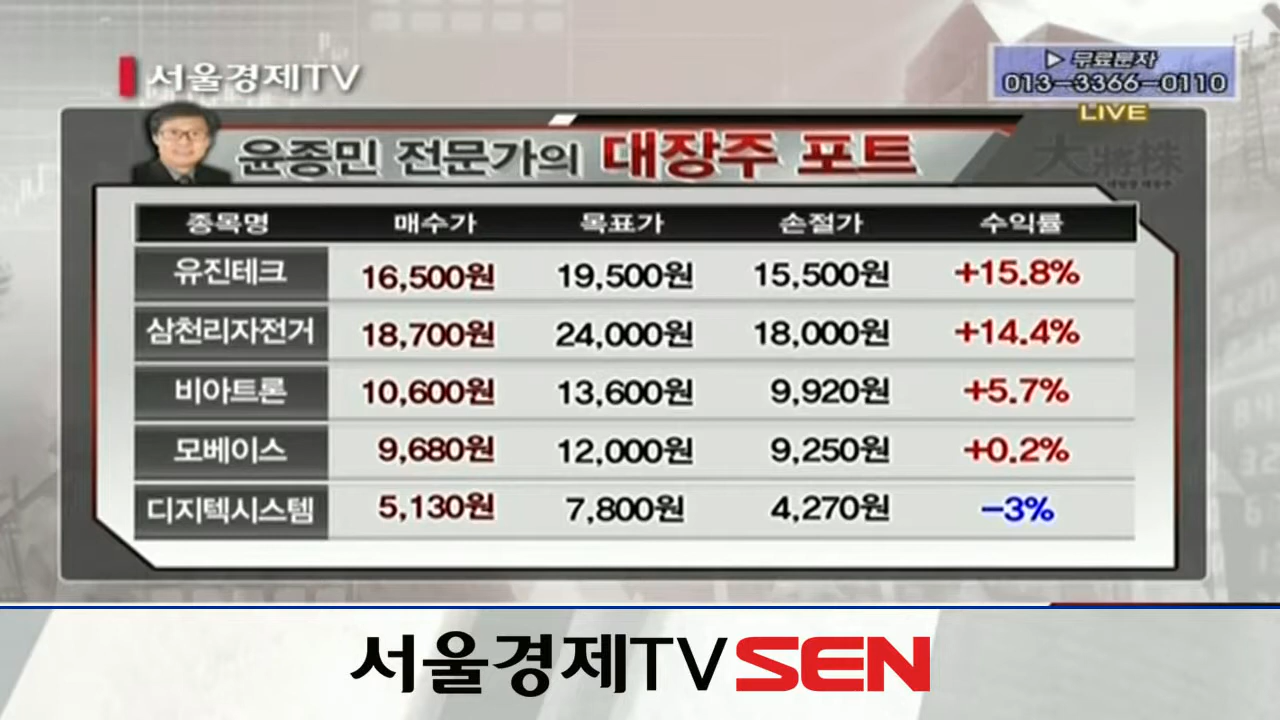 서울경제TV
▶ 무료문자
013-3366-0110
LIVE
윤종민 전문가의 대장주 포트
大將株
종목명 매수가 목표가 손절가 수익률
유진테크 16,500원 19,500원 15,500원 +15.8%
삼천리자전거 18,700원 24,000원 18,000원 +14.4%
비아트론 10,600원 13,600원 9,920원 +5.7%
모베이스 9,680원 12,000원 9,250원 +0.2%
디지텍시스템 5,130원 7,800원 4,270원 -3%
서울경제TV SEN